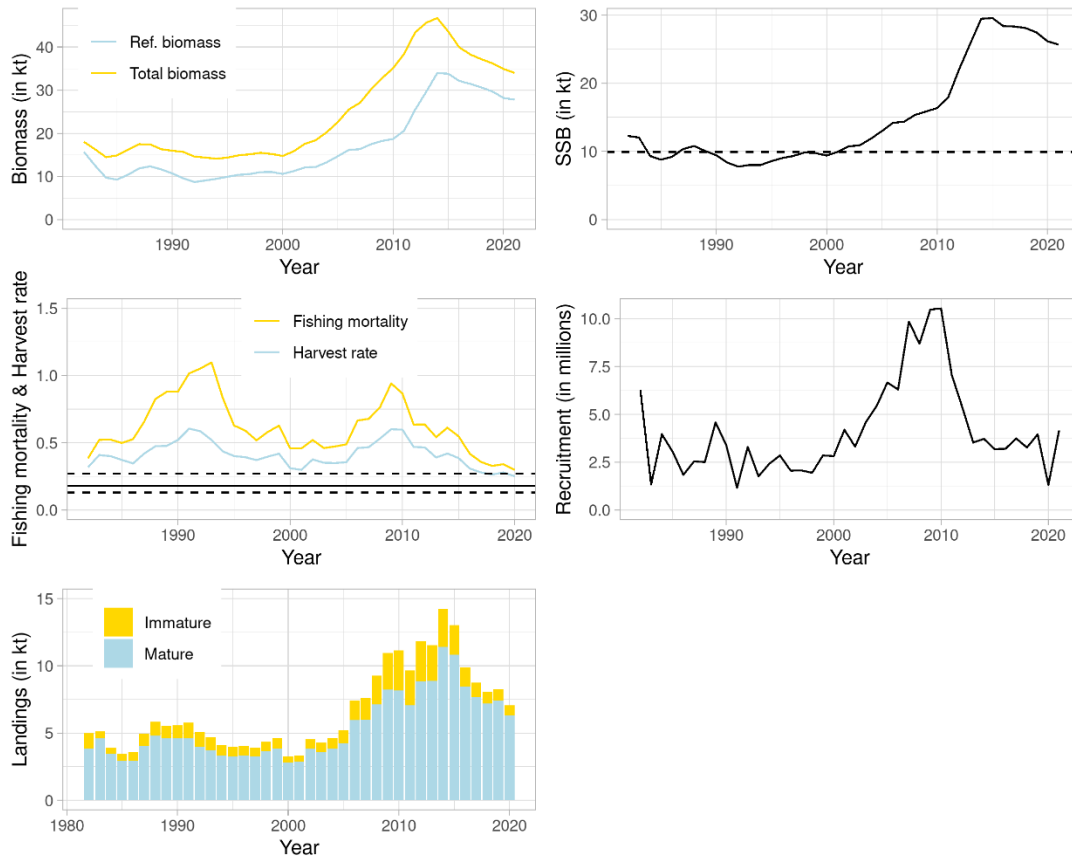 Biomass (in kt)
40
30
20
10
0
Ref. biomass
Total biomass
1990
2000
2010
2020
Year
SSB (in kt)
30
20
10
0
1990
2000
2010
2020
Year
Fishing mortality & Harvest rate
1.5
1.0
0.5
0.0
Fishing mortality
Harvest rate
1990
2000
2010
2020
Year
Recruitment (in millions)
10.0
7.5
5.0
2.5
0.0
1990
2000
2010
2020
Year
Landings (in kt)
15
10
5
0
Immature
Mature
1980
1990
2000
2010
2020
Year